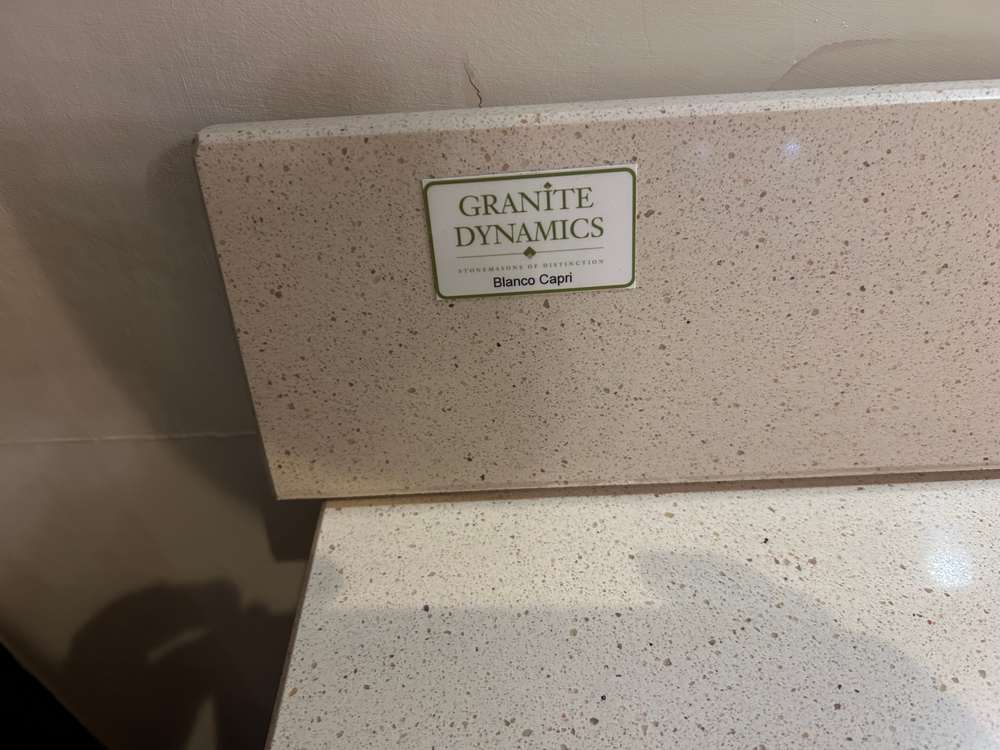 GRANITE
DYNAMICS
STONEMASONS OF DISTINCTION
Blanco Capri